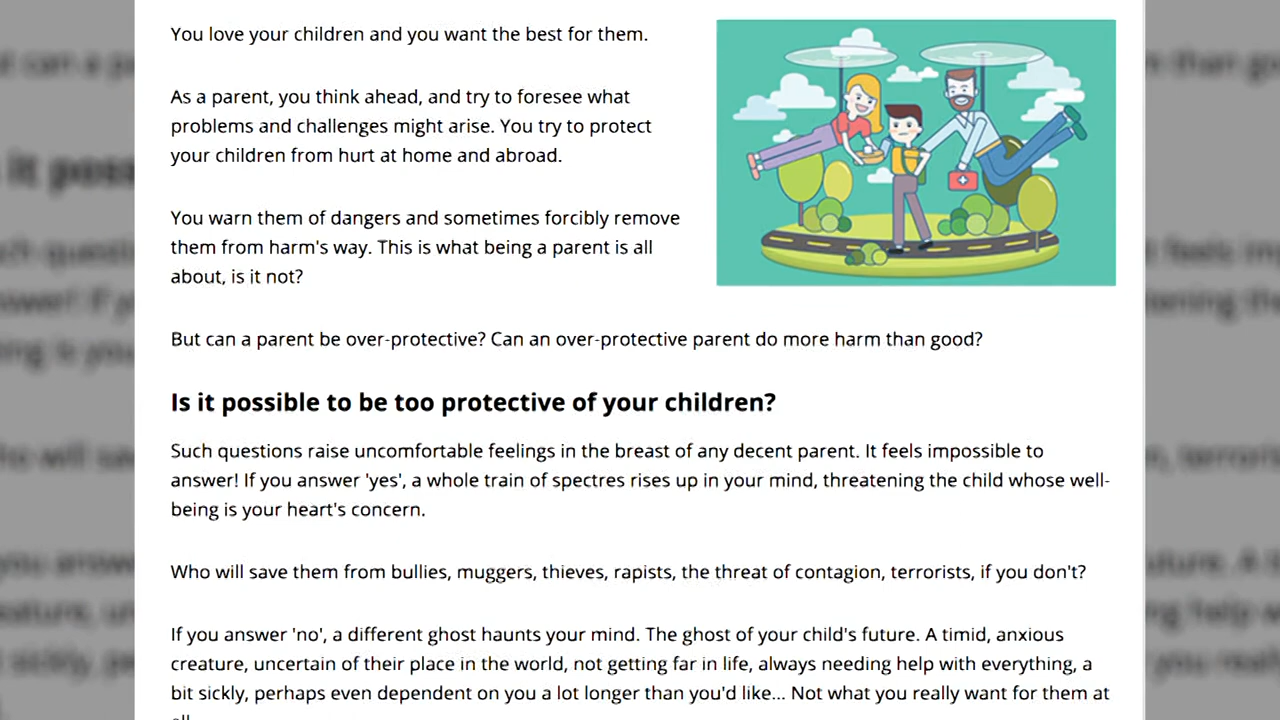 You love your children and you want the best for them.
As a parent, you think ahead, and try to foresee what
problems and challenges might arise. You try to protect
your children from hurt at home and abroad.
You warn them of dangers and sometimes forcibly remove
them from harm's way. This is what being a parent is all
about, is it not?
But can a parent be over-protective? Can an over-protective parent do more harm than good?
Is it possible to be too protective of your children?
Such questions raise uncomfortable feelings in the breast of any decent parent. It feels impossible to
answer! If you answer 'yes', a whole train of spectres rises up in your mind, threatening the child whose well-
being is your heart's concern.
Who will save them from bullies, muggers, thieves, rapists, the threat of contagion, terrorists, if you don't?
If you answer 'no', a different ghost haunts your mind. The ghost of your child's future. A timid, anxious
creature, uncertain of their place in the world, not getting far in life, always needing help with everything, a
bit sickly, perhaps even dependent on you a lot longer than you'd like... Not what you really want for them at